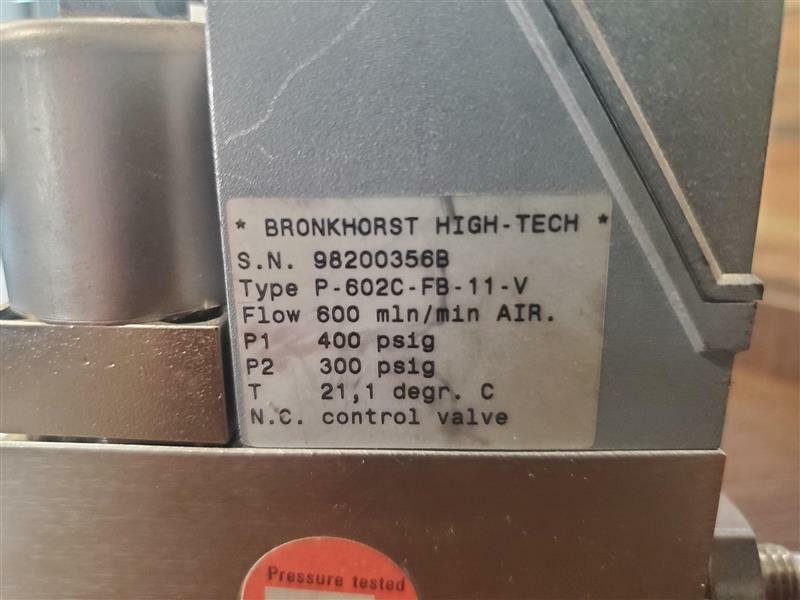 * BRONKHORST HIGH-TECH *
S.N. 98200356B
Type P-602C-FB-11-V
Flow 600 mln/min AIR.
P1 400 psig
P2 300 psig
T 21,1 degr. C
N.C. control valve
Pressure tested